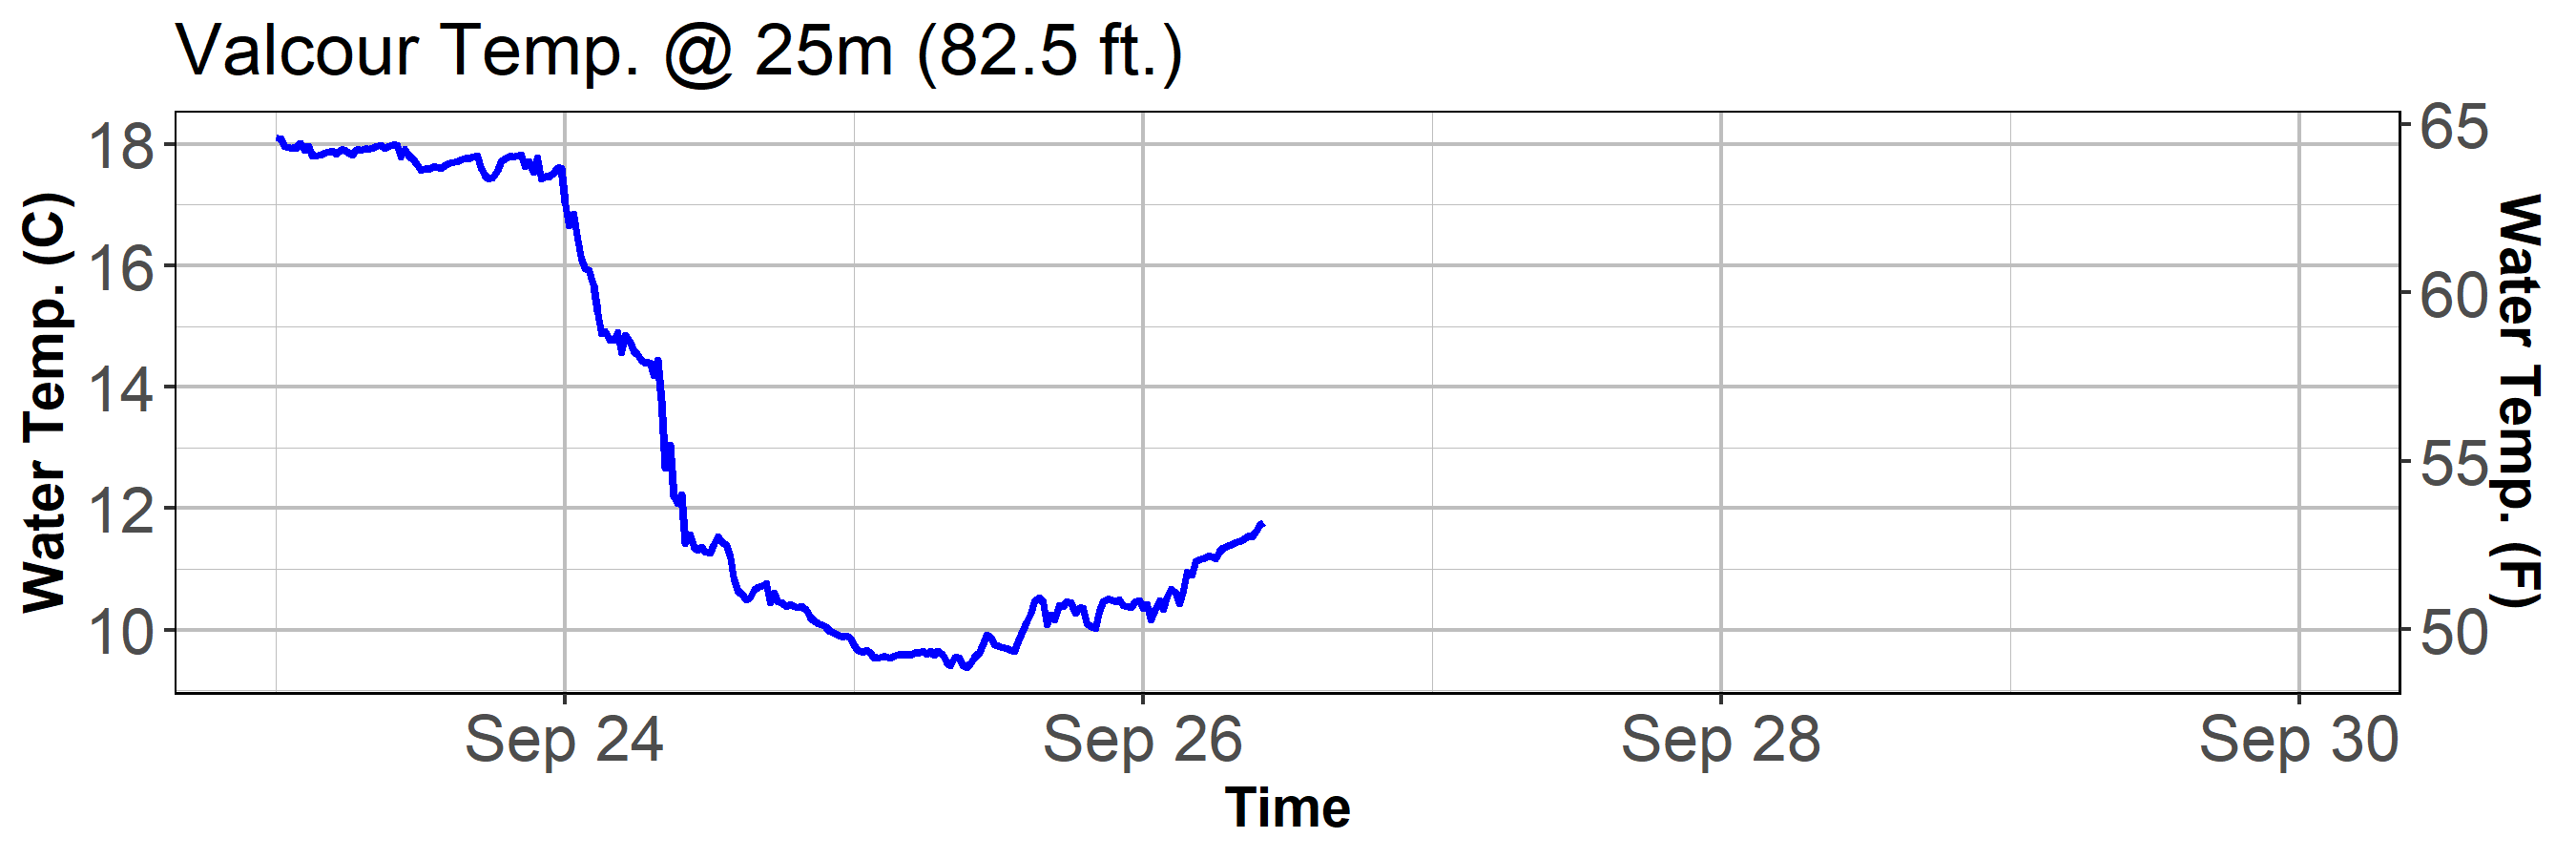 Valcour Temp. @ 25m (82.5 ft.)
Water Temp. (C)
18
16
14
12
10
65
60
55
50
Water Temp. (F)
Sep 24
Sep 26
Sep 28
Sep 30
Time